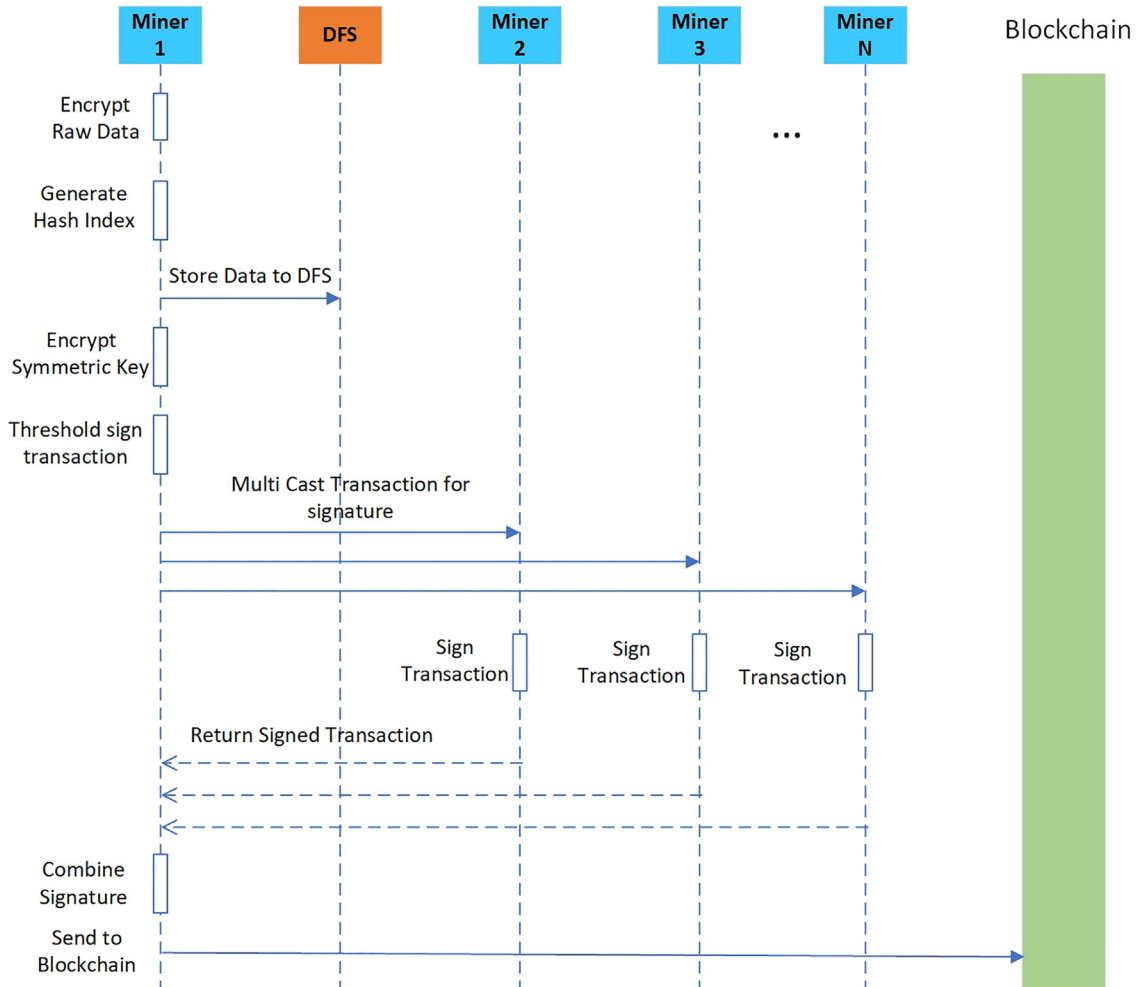 Miner
1
DFS
Miner
2
Miner
3
Miner
N
Blockchain
Encrypt
Raw Data
...
Generate
Hash Index
Store Data to DFS
Encrypt
Symmetric Key
Threshold sign
transaction
Multi Cast Transaction for
signature
Sign
Transaction
Sign
Transaction
Sign
Transaction
Return Signed Transaction
Combine
Signature
Send to
Blockchain